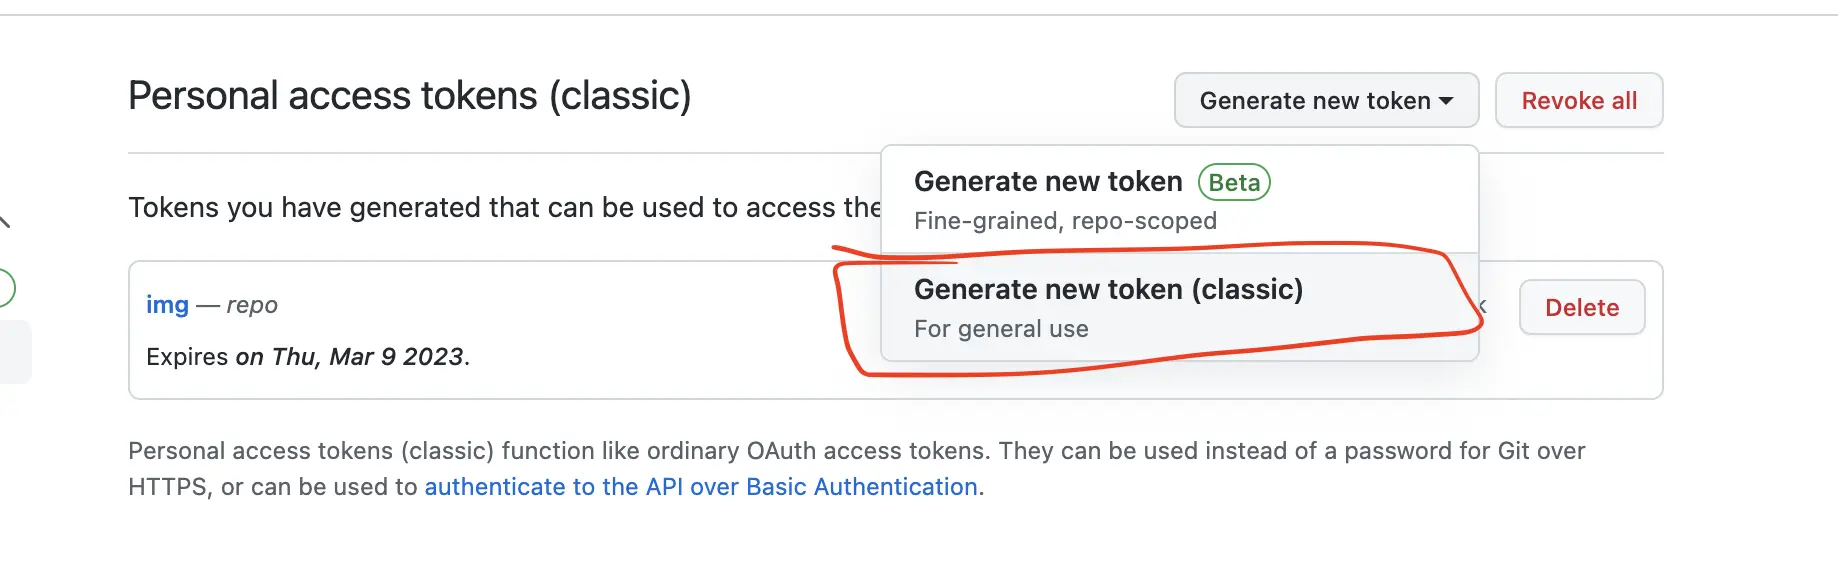 Personal access tokens (classic)
Generate new token
Revoke all
Generate new token Beta
Fine-grained, repo-scoped
Generate new token (classic)
For general use
Tokens you have generated that can be used to access the
img — repo
Delete
Expires on Thu, Mar 9 2023.
Personal access tokens (classic) function like ordinary OAuth access tokens. They can be used instead of a password for Git over
HTTPS, or can be used to authenticate to the API over Basic Authentication.